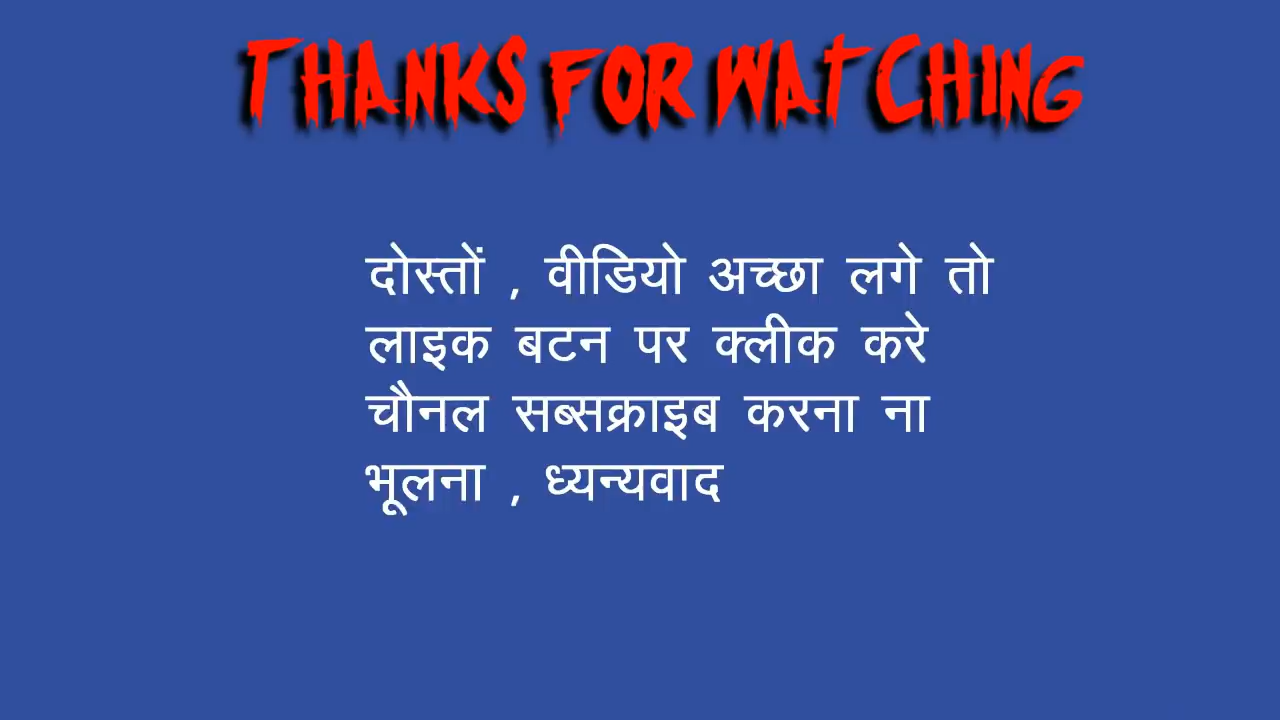 THANKS FOR WATCHING
दोस्तों , वीडियो अच्छा लगे तो
लाइक बटन पर क्लीक करे
चौनल सब्सक्राइब करना ना
भूलना , ध्यन्यवाद